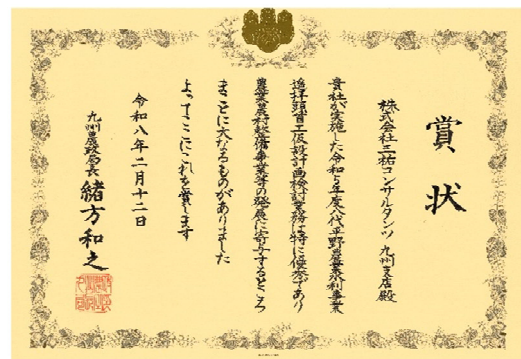 賞状
株式会社三祐コンサルタンツ 九州支店殿
貴社が実施した令和5年度八代平野農業水利事業
遥拝頭首工仮設計画検討業務は特に優秀であり
農業農村整備事業等の発展に寄与するところ
まことに大なるものがありました
よってここにこれを賞します
令和八年二月十二日
九州農政局長 緒方和之